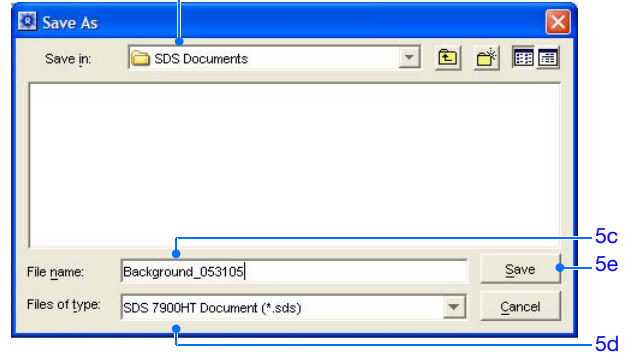 Save As
Save in: SDS Documents
5c
File name: Background_053105 Save 5e
Files of type: SDS 7900HT Document (*.sds) Cancel
5d